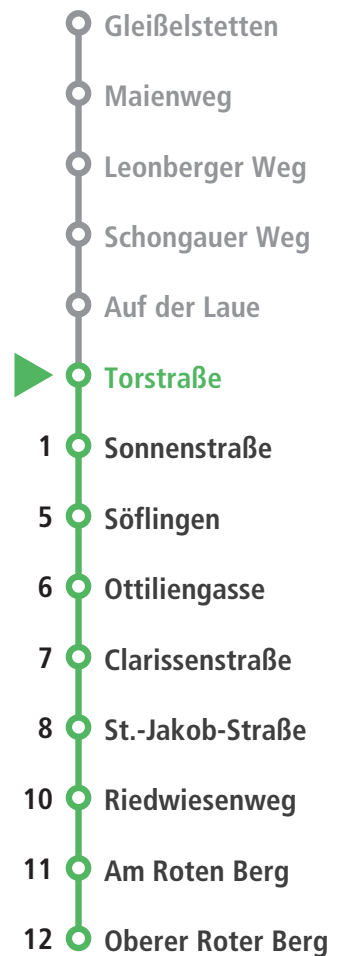 Gleißelstetten
Maienweg
Leonberger Weg
Schongauer Weg
Auf der Laue
Torstraße
1 Sonnenstraße
5 Söflingen
6 Ottiliengasse
7 Clarissenstraße
8 St.-Jakob-Straße
10 Riedwiesenweg
11 Am Roten Berg
12 Oberer Roter Berg